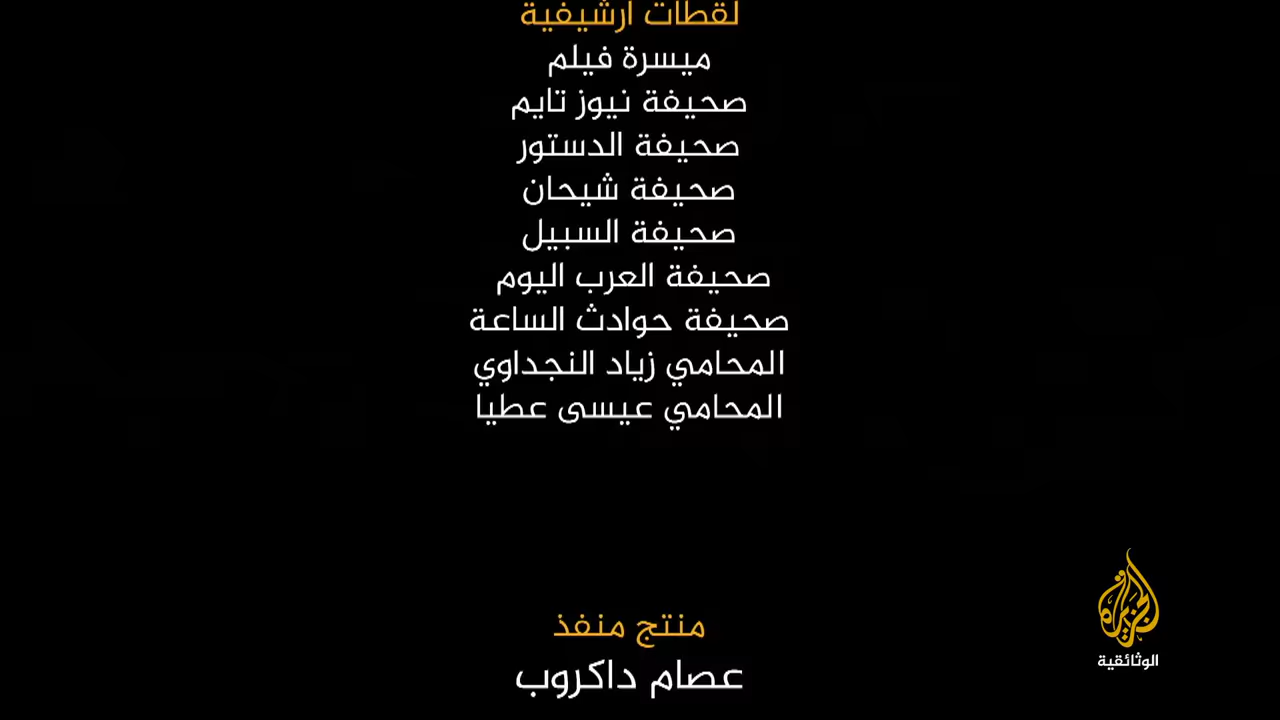 لقطات ارشيفية
ميسرة فيلم
صحيفة نيوز تايم
صحيفة الدستور
صحيفة شيحان
صحيفة السبيل
صحيفة العرب اليوم
صحيفة حوادث الساعة
المحامي زياد النجداوي
المحامي عيسى عطيا
منتج منفذ
عصام داكروب
الجزيرة
الوثائقية